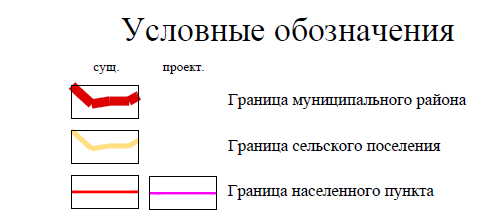 Условные обозначения
сущ. проект.
Граница муниципального района
Граница сельского поселения
Граница населенного пункта